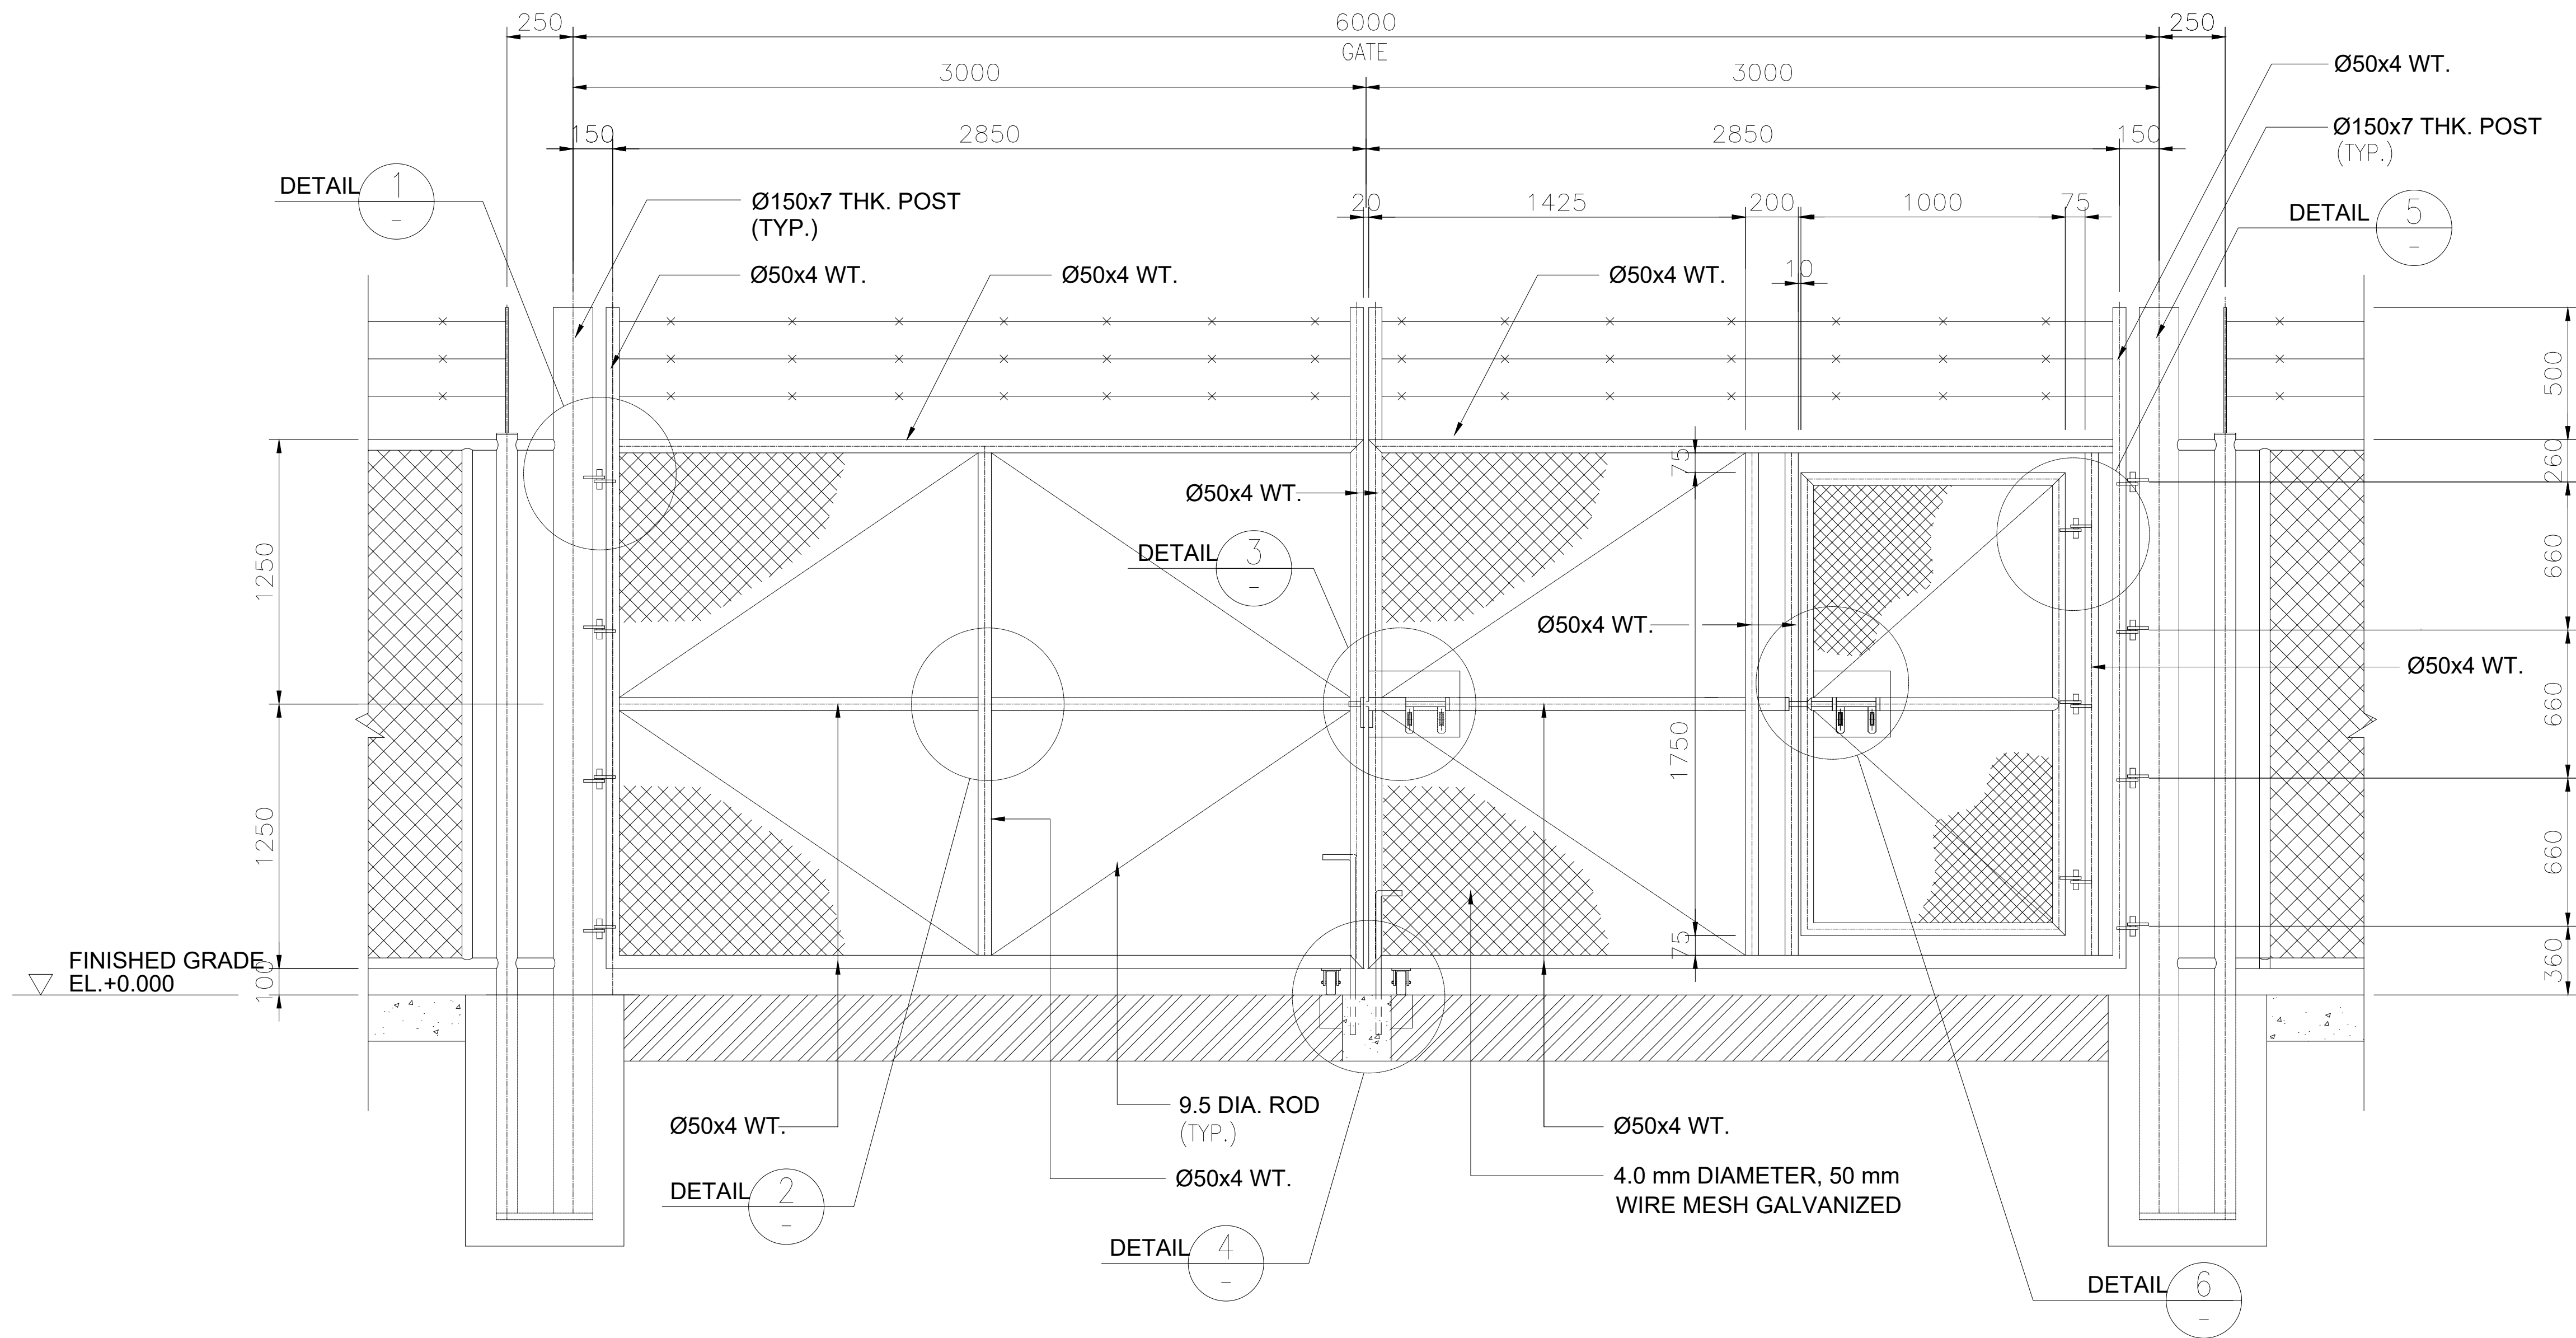 250
6000
250
GATE
3000
3000
Ø50x4 WT.
Ø150x7 THK. POST
(TYP.)
150
2850
2850
150
DETAIL 1
-
Ø150x7 THK. POST
(TYP.)
20
1425
200
1000
75
DETAIL 5
-
Ø50x4 WT.
Ø50x4 WT.
Ø50x4 WT.
10
500
260
75
Ø50x4 WT.
DETAIL 3
-
1250
660
Ø50x4 WT.
Ø50x4 WT.
660
1750
1250
660
75
360
FINISHED GRADE
EL.+0.000
100
Ø50x4 WT.
9.5 DIA. ROD
(TYP.)
Ø50x4 WT.
Ø50x4 WT.
4.0 mm DIAMETER, 50 mm
WIRE MESH GALVANIZED
DETAIL 2
-
DETAIL 4
-
DETAIL 6
-